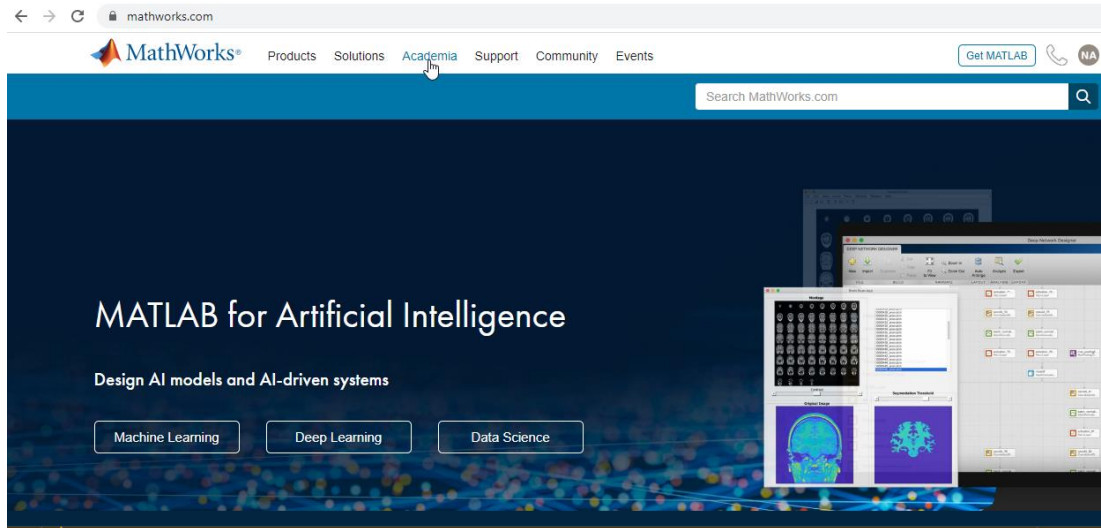 mathworks.com
MathWorks®
Products Solutions Academia Support Community Events
Get MATLAB
NA
Search MathWorks.com
MATLAB for Artificial Intelligence
Design AI models and AI-driven systems
Machine Learning Deep Learning Data Science
Deep Network Designer
Montage
Segmentation Threshold
Original Image